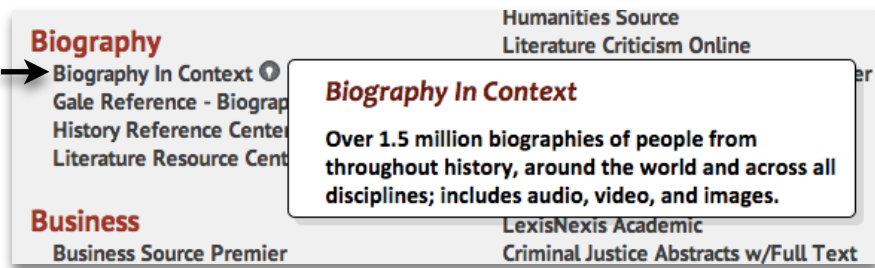 Biography
Biography In Context
Gale Reference - Biograp
History Reference Center
Literature Resource Cent
Business
Business Source Premier
Humanities Source
Literature Criticism Online
er
Biography In Context
Over 1.5 million biographies of people from
throughout history, around the world and across all
disciplines; includes audio, video, and images.
LexisNexis Academic
Criminal Justice Abstracts w/Full Text